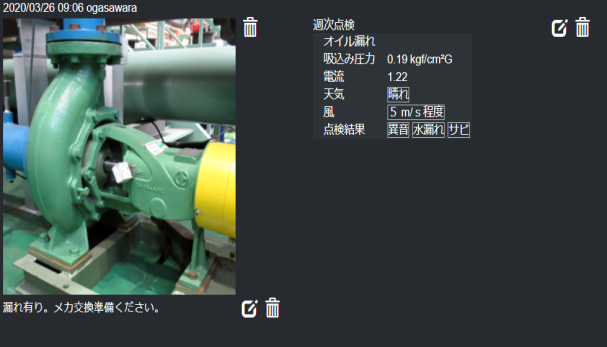 2020/03/26 09:06 ogasawara
週次点検
オイル漏れ
吸込み圧力 0.19 kgf/cm²G
電流 1.22
天気 晴れ
風 5 m/s程度
点検結果 異音 水漏れ サビ
漏れ有り。メカ交換準備ください。